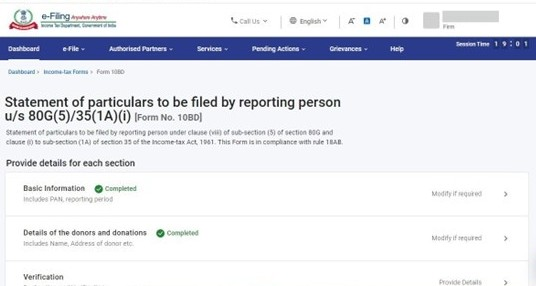 e-Filing Anywhere Anytime
Income Tax Department, Government of India
Call Us
English
A- A A+
Firm
Dashboard e-File Authorised Partners Services Pending Actions Grievances Help Session Time 1 9 : 0 1
Dashboard > Income-Tax Forms > Form 10BD
Statement of particulars to be filed by reporting person
u/s 80G(5)/35(1A)(i) [Form No. 10BD]
Statement of particulars to be filed by reporting person under clause (viii) of sub-section (5) of section 80G and
clause (i) to sub-section (1A) of section 35 of the Income-tax Act, 1961. This Form is in compliance with rule 18AB.
Provide details for each section
Basic Information Completed
Includes PAN, reporting period
Modify if required >
Details of the donors and donations Completed
Includes Name, Address of donor etc.
Modify if required >
Verification
Provide Details >